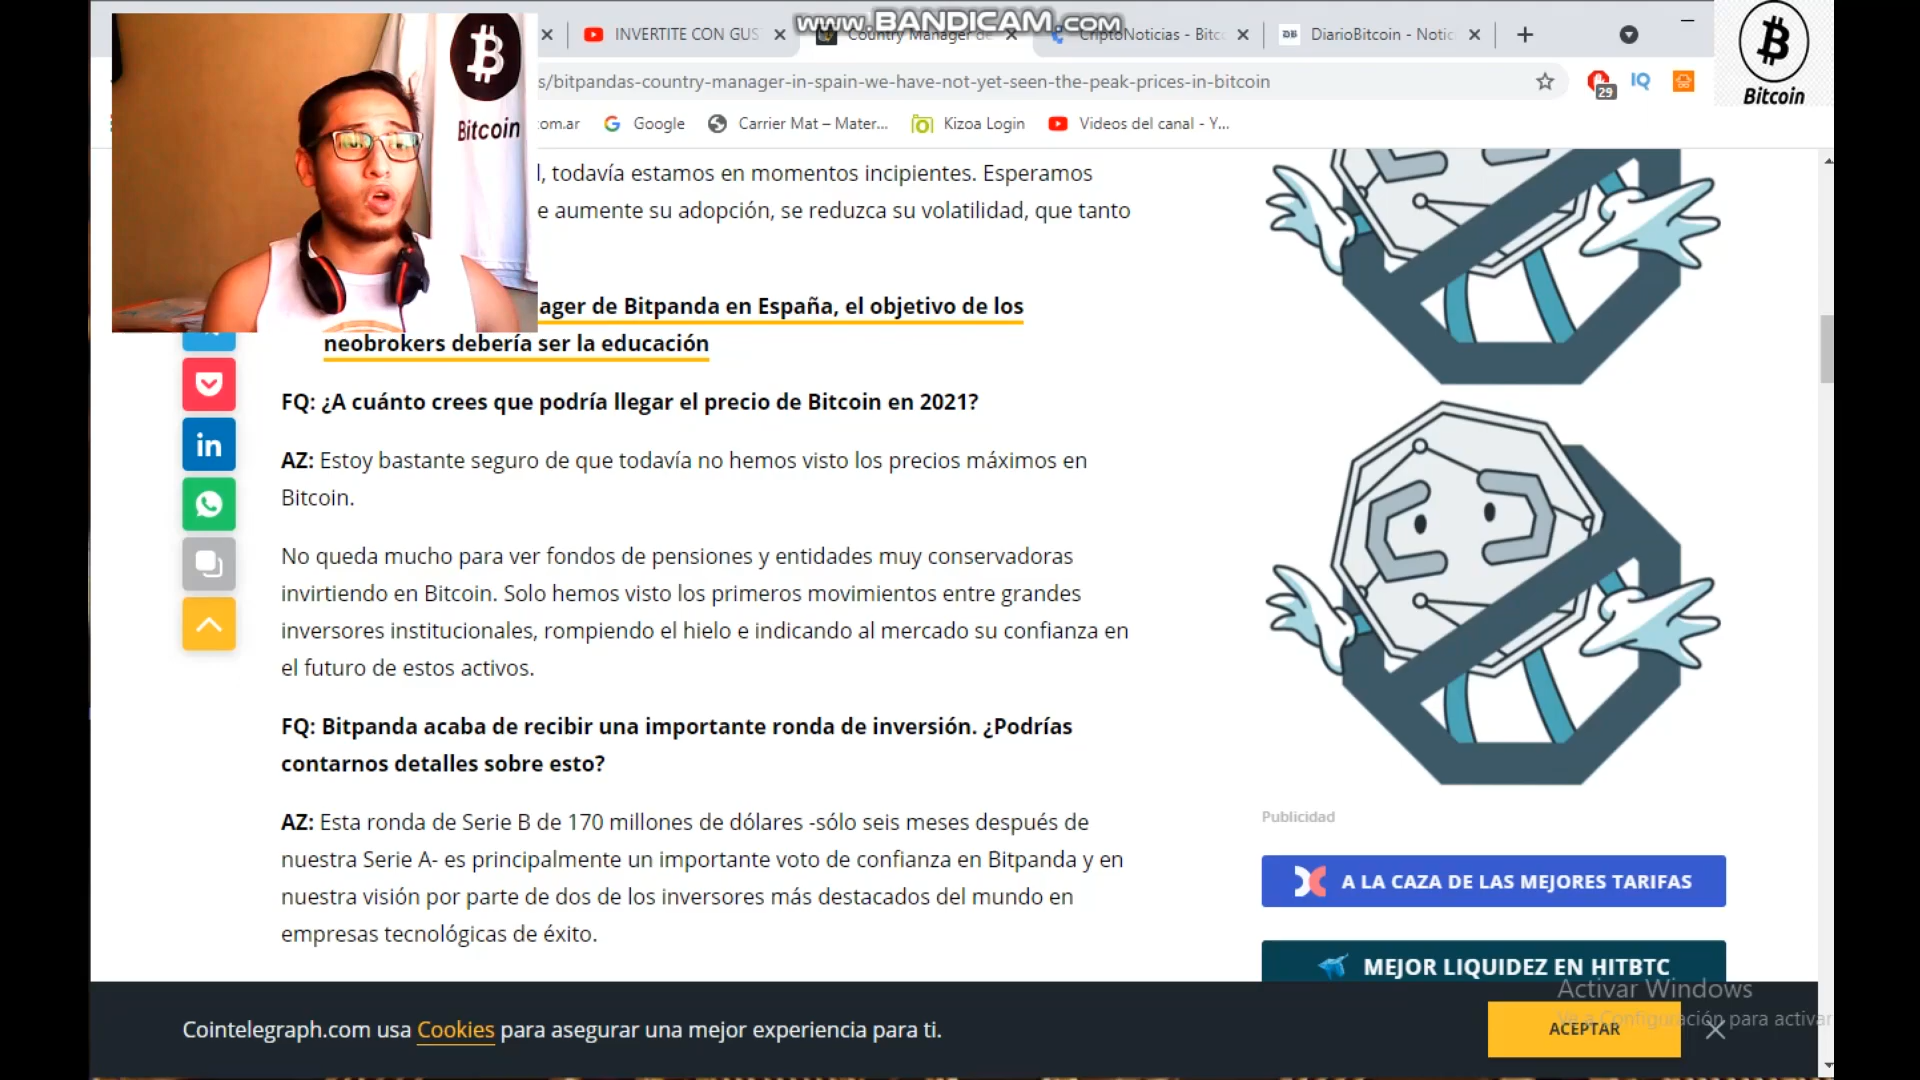 www.BANDICAM.com
INVERTITE CON GUS
Country Manager de
CriptoNoticias - Bitc
DiarioBitcoin - Notic
s/bitpandas-country-manager-in-spain-we-have-not-yet-seen-the-peak-prices-in-bitcoin
29
IQ
Bitcoin
Bitcoin
com.ar
Google
Carrier Mat – Mater...
Kizoa Login
Videos del canal - Y...
l, todavía estamos en momentos incipientes. Esperamos
e aumente su adopción, se reduzca su volatilidad, que tanto
ager de Bitpanda en España, el objetivo de los
neobrokers debería ser la educación
FQ: ¿A cuánto crees que podría llegar el precio de Bitcoin en 2021?
AZ: Estoy bastante seguro de que todavía no hemos visto los precios máximos en
Bitcoin.
No queda mucho para ver fondos de pensiones y entidades muy conservadoras
invirtiendo en Bitcoin. Solo hemos visto los primeros movimientos entre grandes
inversores institucionales, rompiendo el hielo e indicando al mercado su confianza en
el futuro de estos activos.
FQ: Bitpanda acaba de recibir una importante ronda de inversión. ¿Podrías
contarnos detalles sobre esto?
AZ: Esta ronda de Serie B de 170 millones de dólares -sólo seis meses después de
nuestra Serie A- es principalmente un importante voto de confianza en Bitpanda y en
nuestra visión por parte de dos de los inversores más destacados del mundo en
empresas tecnológicas de éxito.
in
Publicidad
A LA CAZA DE LAS MEJORES TARIFAS
MEJOR LIQUIDEZ EN HITBTC
Activar Windows
Ve a Configuración para activar
Cointelegraph.com usa Cookies para asegurar una mejor experiencia para ti.
ACEPTAR